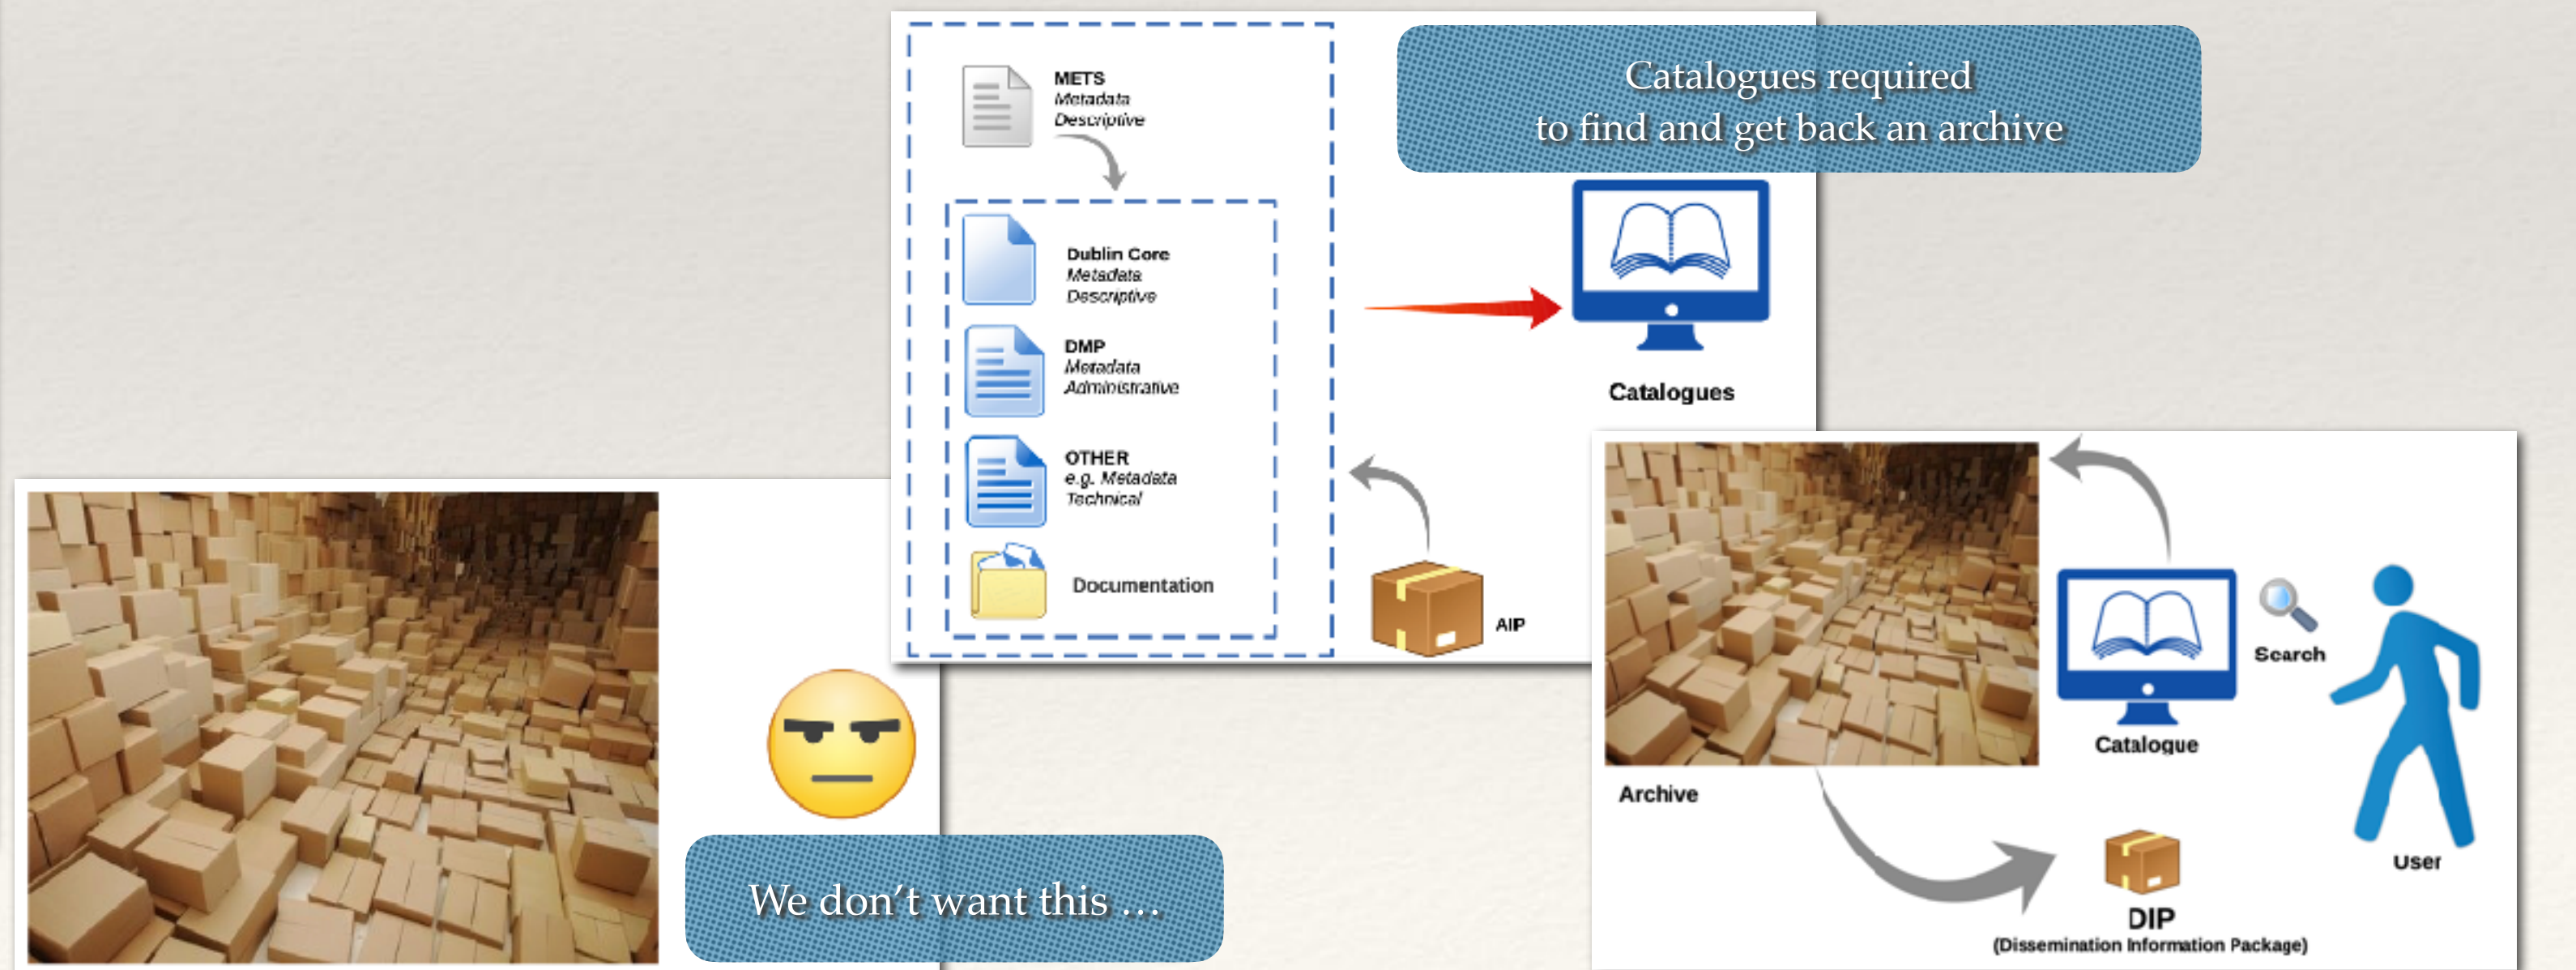 Catalogues required
to find and get back an archive
METS
Metadata
Descriptive
Dublin Core
Metadata
Descriptive
DMP
Metadata
Administrative
OTHER
e.g. Metadata
Technical
Documentation
AIP
Catalogues
We don’t want this …
Archive
Catalogue
Search
User
DIP
(Dissemination Information Package)